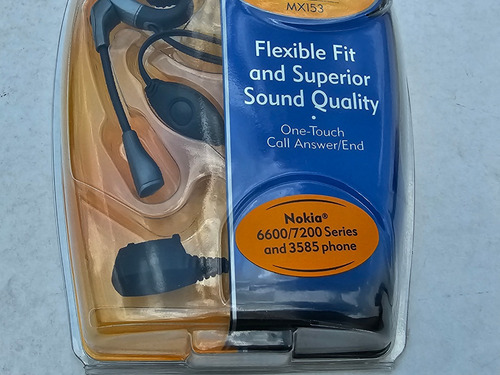 MX153
Flexible Fit
and Superior
Sound Quality
•
One-Touch
Call Answer/End
Nokia®
6600/7200 Series
and 3585 phone